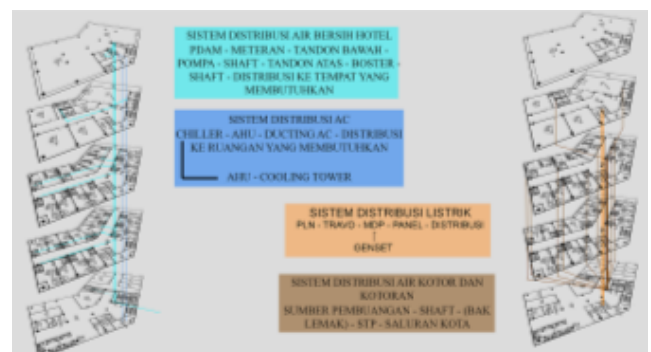 SISTEM DISTRIBUSI AIR BERSIH HOTEL
PDAM - METERAN - TANDON BAWAH -
POMPA - SHAFT - TANDON ATAS - BOSTER -
SHAFT - DISTRIBUSI KE TEMPAT YANG
MEMBUTUHKAN
SISTEM DISTRIBUSI AC
CHILLER - AHU - DUCTING AC - DISTRIBUSI
KE RUANGAN YANG MEMBUTUHKAN
AHU - COOLING TOWER
SISTEM DISTRIBUSI LISTRIK
PLN - TRAVO - MDP - PANEL - DISTRIBUSI
GENSET
SISTEM DISTRIBUSI AIR KOTOR DAN
KOTORAN
SUMBER PEMBUANGAN - SHAFT - (BAK
LEMAK) - STP - SALURAN KOTA